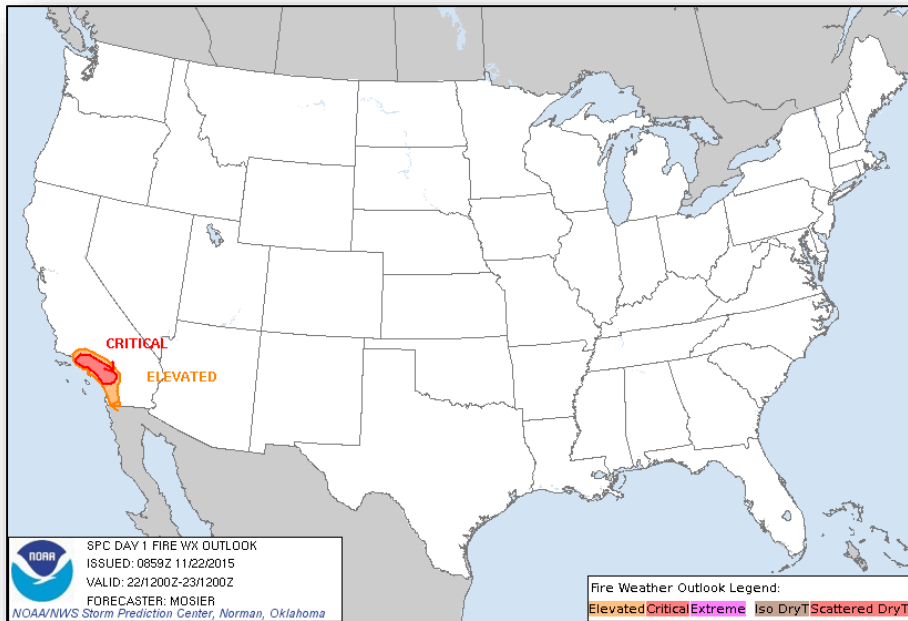 CRITICAL
ELEVATED
NOAA
SPC DAY 1 FIRE WX OUTLOOK
ISSUED: 0859Z 11/22/2015
VALID: 22/1200Z-23/1200Z
FORECASTER: MOSIER
NOAA/NWS Storm Prediction Center, Norman, Oklahoma
Fire Weather Outlook Legend:
Elevated Critical Extreme Iso DryT Scattered DryT